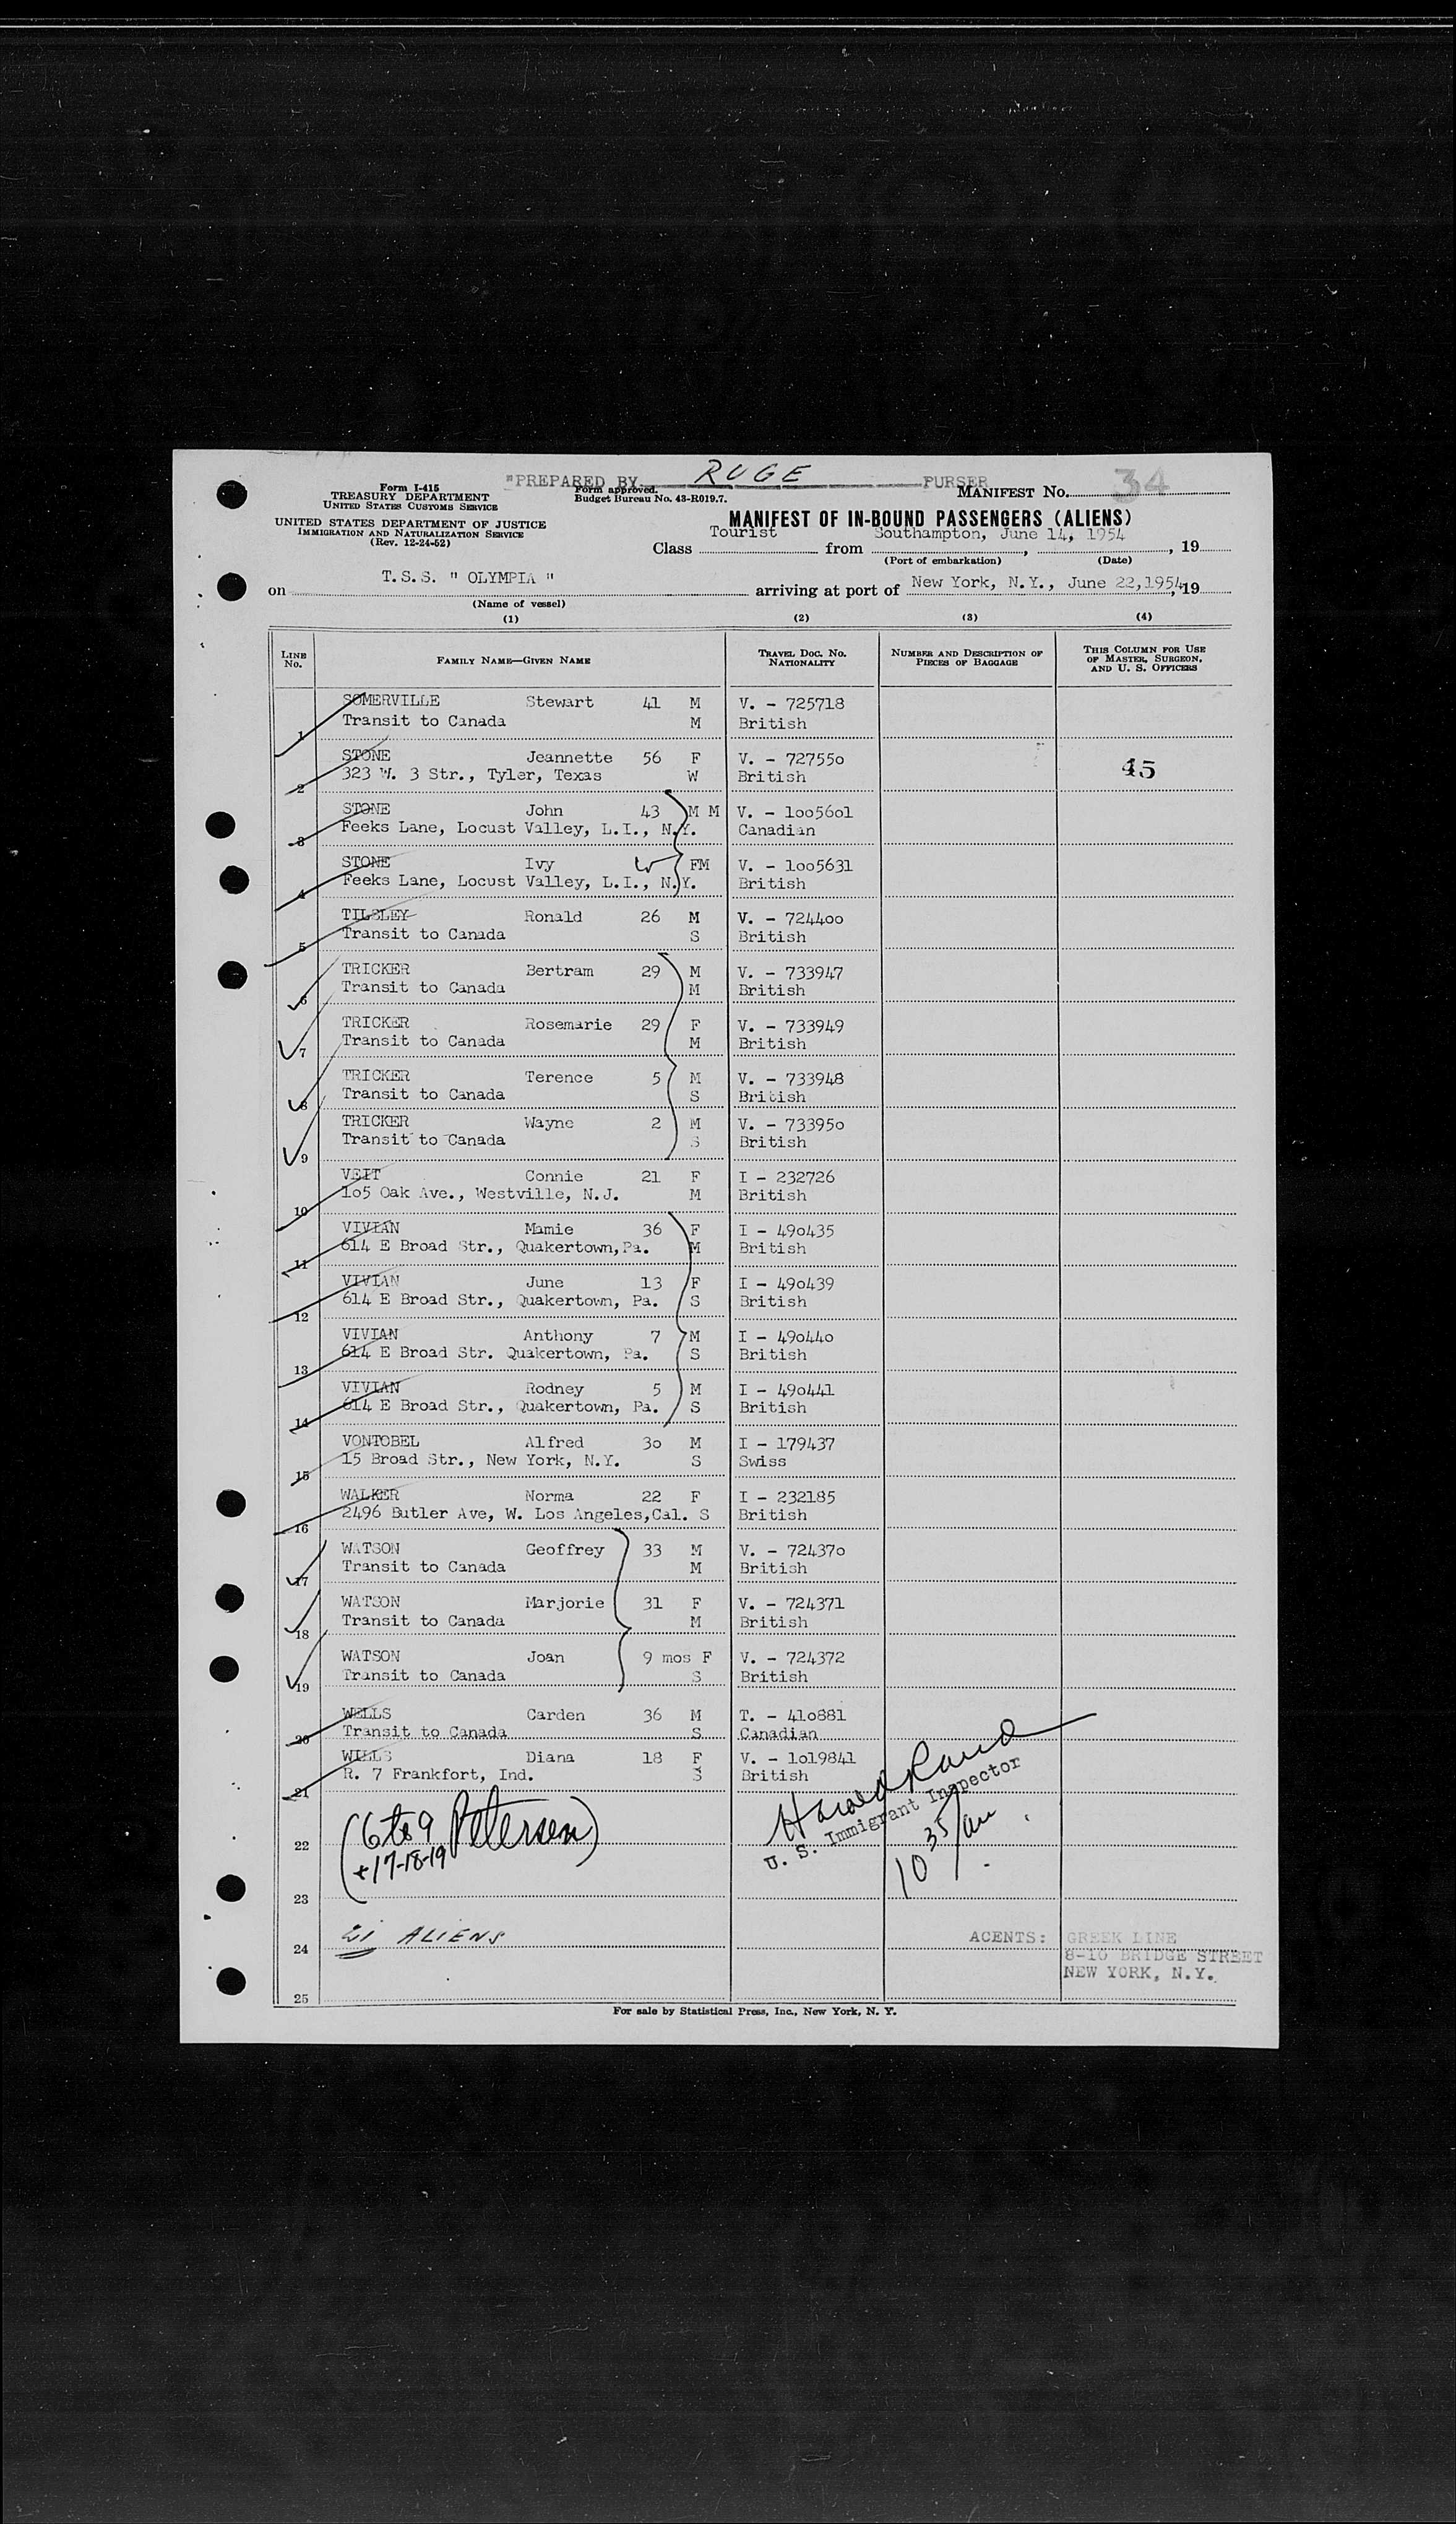 "PREPARED BY RUGE PURSER
Form I-415
TREASURY DEPARTMENT
UNITED STATES CUSTOMS SERVICE
Form approved.
Budget Bureau No. 43-R019.7.
MANIFEST No. 34
UNITED STATES DEPARTMENT OF JUSTICE
IMMIGRATION AND NATURALIZATION SERVICE
(Rev. 12-24-52)
MANIFEST OF IN-BOUND PASSENGERS (ALIENS)
Class Tourist from Southampton, June 14, 1954, 19
(Port of embarkation) (Date)
on T.S.S. " OLYMPIA " arriving at port of New York, N.Y., June 22,1954, 19
(Name of vessel)
(1) (2) (3) (4)
LINE No. FAMILY NAME—GIVEN NAME TRAVEL DOC. NO. NATIONALITY NUMBER AND DESCRIPTION OF PIECES OF BAGGAGE THIS COLUMN FOR USE OF MASTER, SURGEON, AND U. S. OFFICERS
SOMERVILLE Stewart 41 M V. - 725718
1 Transit to Canada M British
STONE Jeannette 56 F V. - 72755o
2 323 W. 3 Str., Tyler, Texas W British 45
STONE John 43 M M V. - 1oo56o1
3 Feeks Lane, Locust Valley, L.I., N.Y. Canadian
STONE Ivy FM V. - 1oo5631
4 Feeks Lane, Locust Valley, L.I., N.Y. British
TILSLEY Ronald 26 M V. - 7244oo
5 Transit to Canada S British
TRICKER Bertram 29 M V. - 733947
6 Transit to Canada M British
TRICKER Rosemarie 29 F V. - 733949
7 Transit to Canada M British
TRICKER Terence 5 M V. - 733948
8 Transit to Canada S British
TRICKER Wayne 2 M V. - 73395o
9 Transit to Canada S British
VEIT Connie 21 F I - 232726
10 1o5 Oak Ave., Westville, N.J. M British
VIVIAN Mamie 36 F I - 49o435
11 614 E Broad Str., Quakertown,Pa. M British
VIVIAN June 13 F I - 49o439
12 614 E Broad Str., Quakertown, Pa. S British
VIVIAN Anthony 7 M I - 49o44o
13 614 E Broad Str. Quakertown, Pa. S British
VIVIAN Rodney 5 M I - 49o441
14 614 E Broad Str., Quakertown, Pa. S British
VONTOBEL Alfred 3o M I - 179437
15 15 Broad Str., New York, N.Y. S Swiss
WALKER Norma 22 F I - 232185
16 2496 Butler Ave, W. Los Angeles,Cal. S British
WATSON Geoffrey 33 M V. - 72437o
17 Transit to Canada M British
WATSON Marjorie 31 F V. - 724371
18 Transit to Canada M British
WATSON Joan 9 mos F V. - 724372
19 Transit to Canada S British
WELLS Carden 36 M T. - 41o881
20 Transit to Canada S Canadian
WILLS Diana 18 F V. - 1o19841
21 R. 7 Frankfort, Ind. S British
(6 to 9 Petersen)
+17-18-19
Harold Rand
U. S. Immigrant Inspector
10 35/am
22
23
21 ALIENS
24
AGENTS: GREEK LINE
8-10 BRIDGE STREET
NEW YORK, N.Y.
25
For sale by Statistical Press, Inc., New York, N. Y.